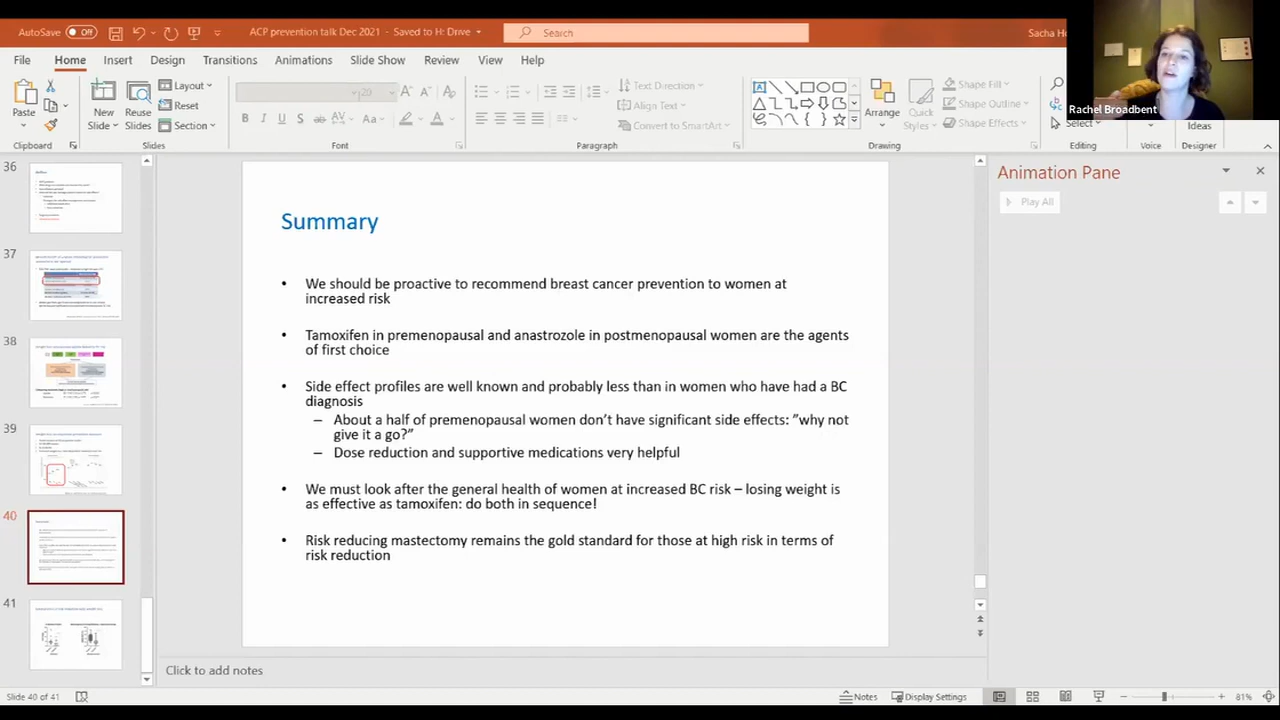 AutoSave
Off
ACP prevention talk Dec 2021 - Saved to H: Drive
Search
Sacha
Rachel Broadbent
File
Home
Insert
Design
Transitions
Animations
Slide Show
Review
View
Help
Paste
Clipboard
New
Slide
Reuse
Slides
Layout
Reset
Section
Slides
20
Font
Text Direction
Align Text
Convert to SmartArt
Paragraph
Arrange
Quick
Styles
Shape Fill
Shape Outline
Shape Effects
Drawing
Select
Editing
Voice
Ideas
Designer
36
37
38
39
40
41
Summary
• We should be proactive to recommend breast cancer prevention to women at
increased risk
• Tamoxifen in premenopausal and anastrozole in postmenopausal women are the agents
of first choice
• Side effect profiles are well known and probably less than in women who have had a BC
diagnosis
– About a half of premenopausal women don't have significant side effects: "why not
give it a go?"
– Dose reduction and supportive medications very helpful
• We must look after the general health of women at increased BC risk – losing weight is
as effective as tamoxifen: do both in sequence!
• Risk reducing mastectomy remains the gold standard for those at high risk in terms of
risk reduction
Animation Pane
Play All
Click to add notes
Slide 40 of 41
Notes
Display Settings
81%